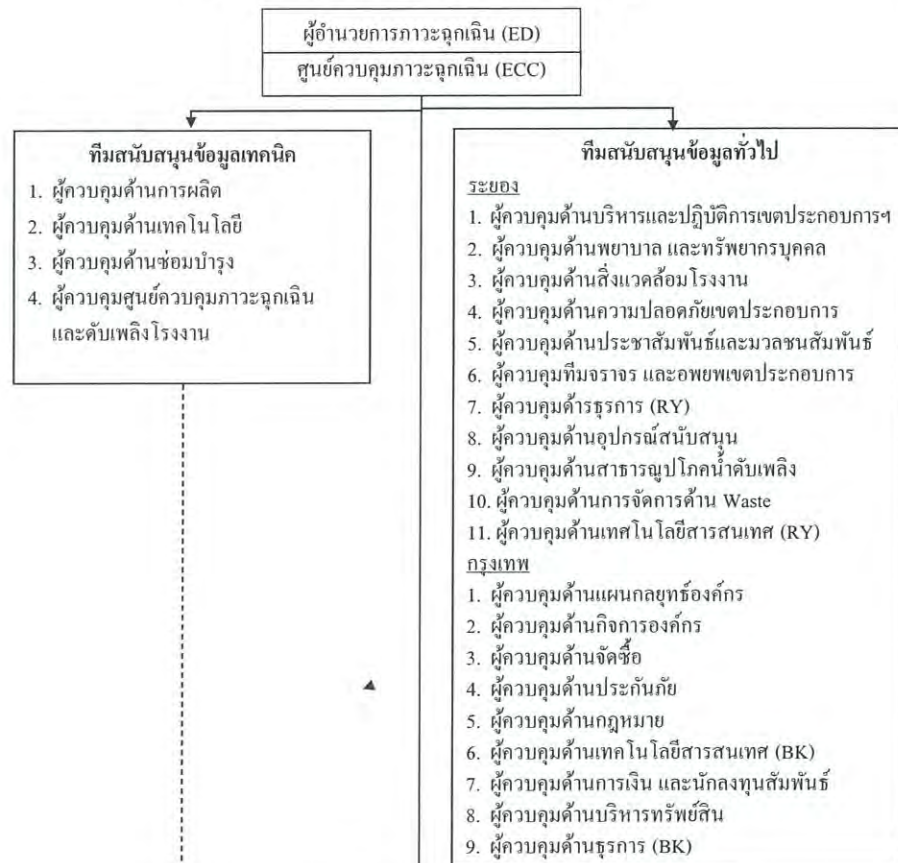 ผู้อำนวยการภาวะฉุกเฉิน (ED)
ศูนย์ควบคุมภาวะฉุกเฉิน (ECC)
ทีมสนับสนุนข้อมูลเทคนิค
1. ผู้ควบคุมด้านการผลิต
2. ผู้ควบคุมด้านเทคโนโลยี
3. ผู้ควบคุมด้านซ่อมบำรุง
4. ผู้ควบคุมศูนย์ควบคุมภาวะฉุกเฉิน
และดับเพลิงโรงงาน
ทีมสนับสนุนข้อมูลทั่วไป
ระยอง
1. ผู้ควบคุมด้านบริหารและปฏิบัติการเขตประกอบการฯ
2. ผู้ควบคุมด้านพยาบาล และทรัพยากรบุคคล
3. ผู้ควบคุมด้านสิ่งแวดล้อมโรงงาน
4. ผู้ควบคุมด้านความปลอดภัยเขตประกอบการ
5. ผู้ควบคุมด้านประชาสัมพันธ์และมวลชนสัมพันธ์
6. ผู้ควบคุมทีมจราจร และอพยพเขตประกอบการ
7. ผู้ควบคุมด้ารธุรการ (RY)
8. ผู้ควบคุมด้านอุปกรณ์สนับสนุน
9. ผู้ควบคุมด้านสาธารณูปโภคน้ำดับเพลิง
10. ผู้ควบคุมด้านการจัดการด้าน Waste
11. ผู้ควบคุมด้านเทศโนโลยีสารสนเทศ (RY)
กรุงเทพ
1. ผู้ควบคุมด้านแผนกลยุทธ์องค์กร
2. ผู้ควบคุมด้านกิจการองค์กร
3. ผู้ควบคุมด้านจัดซื้อ
4. ผู้ควบคุมด้านประกันภัย
5. ผู้ควบคุมด้านกฎหมาย
6. ผู้ควบคุมด้านเทคโนโลยีสารสนเทศ (BK)
7. ผู้ควบคุมด้านการเงิน และนักลงทุนสัมพันธ์
8. ผู้ควบคุมด้านบริหารทรัพย์สิน
9. ผู้ควบคุมด้านธุรการ (BK)